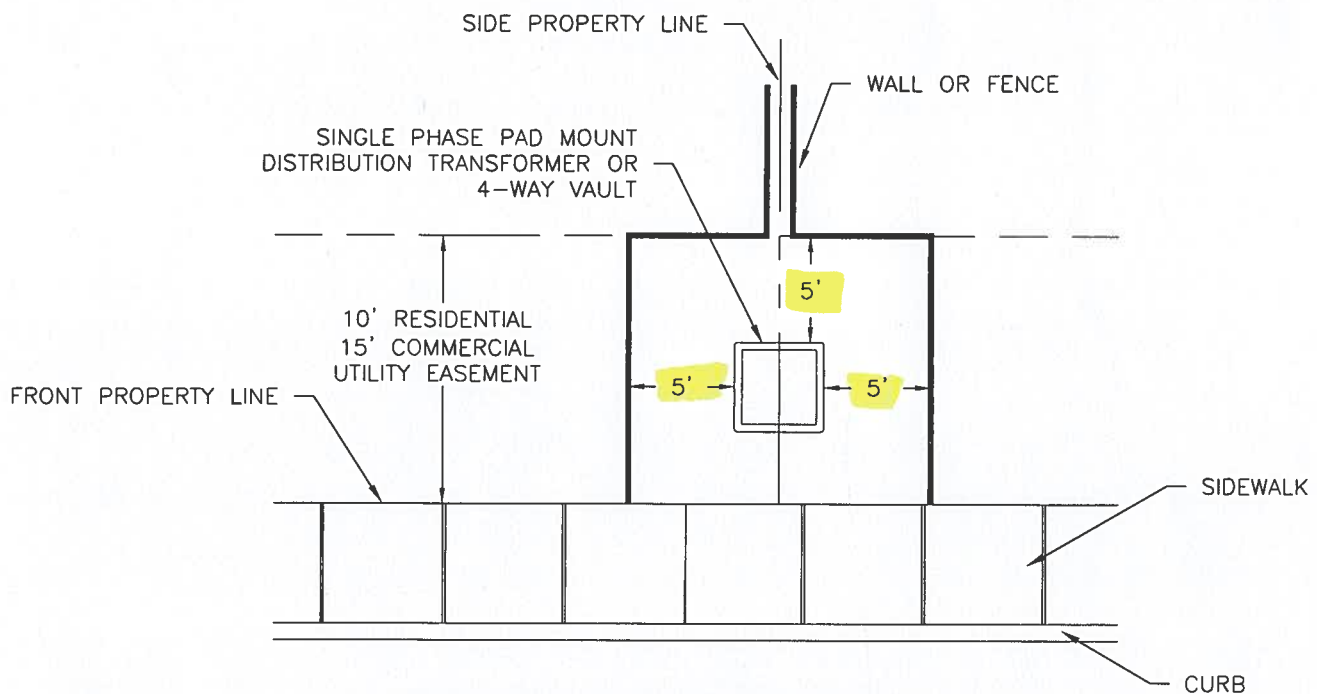 SIDE PROPERTY LINE
WALL OR FENCE
SINGLE PHASE PAD MOUNT
DISTRIBUTION TRANSFORMER OR
4-WAY VAULT
5'
10' RESIDENTIAL
15' COMMERCIAL
UTILITY EASEMENT
5'
5'
FRONT PROPERTY LINE
SIDEWALK
CURB